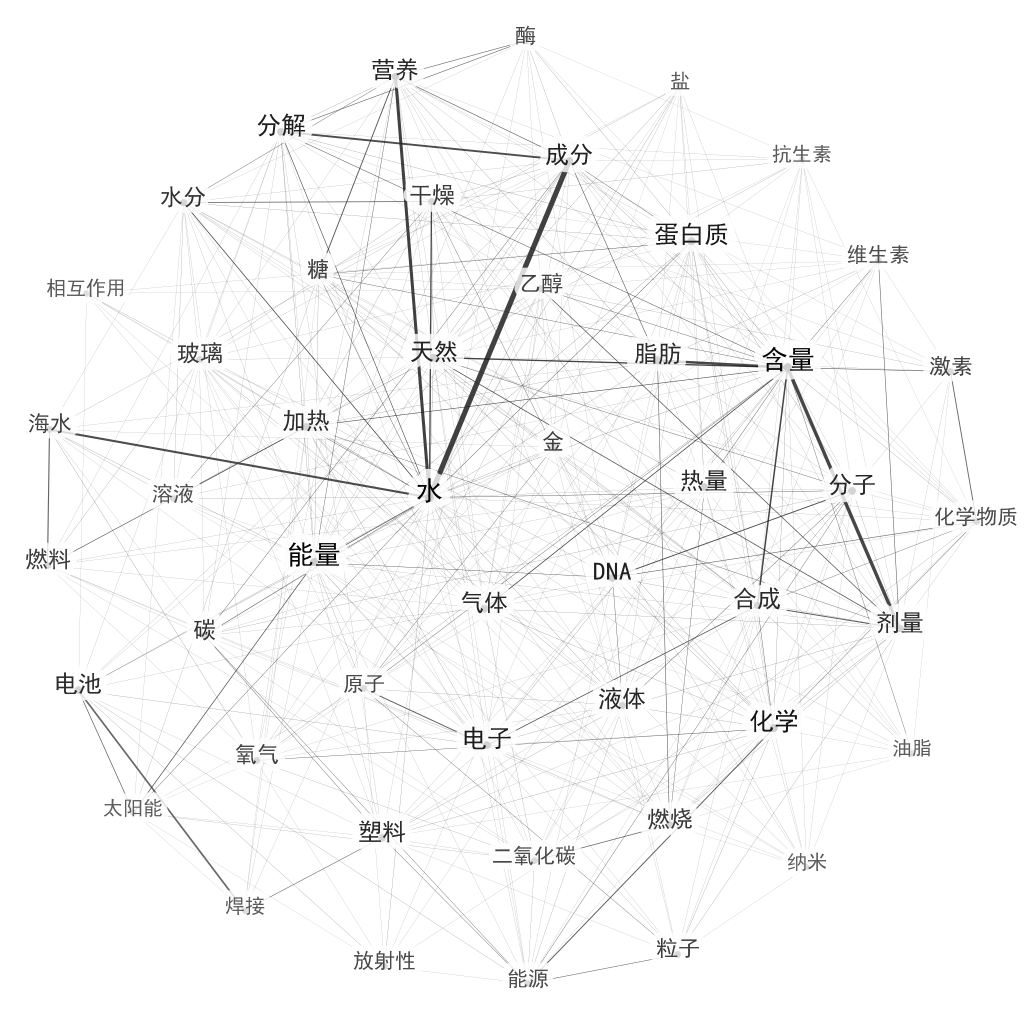 酶
营养
盐
分解
成分
抗生素
水分
干燥
蛋白质
维生素
糖
乙醇
相互作用
玻璃
天然
脂肪
含量
激素
海水
加热
金
溶液
水
热量
分子
化学物质
燃料
能量
DNA
气体
合成
碳
剂量
电池
原子
液体
化学
电子
氧气
油脂
太阳能
塑料
燃烧
二氧化碳
纳米
焊接
放射性
粒子
能源